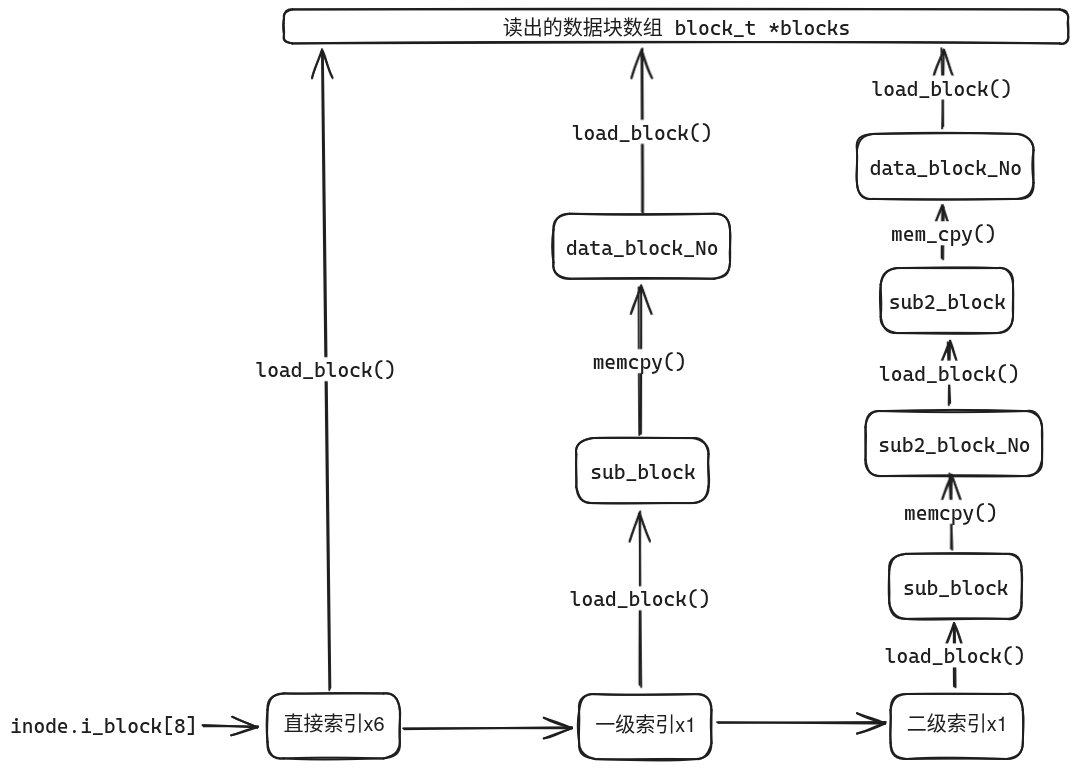 读出的数据块数组 block_t *blocks
load_block()
load_block()
data_block_No
mem_cpy()
data_block_No
sub2_block
memcpy()
load_block()
load_block()
sub2_block_No
sub_block
memcpy()
sub_block
load_block()
load_block()
inode.i_block[8]
直接索引x6
一级索引x1
二级索引x1